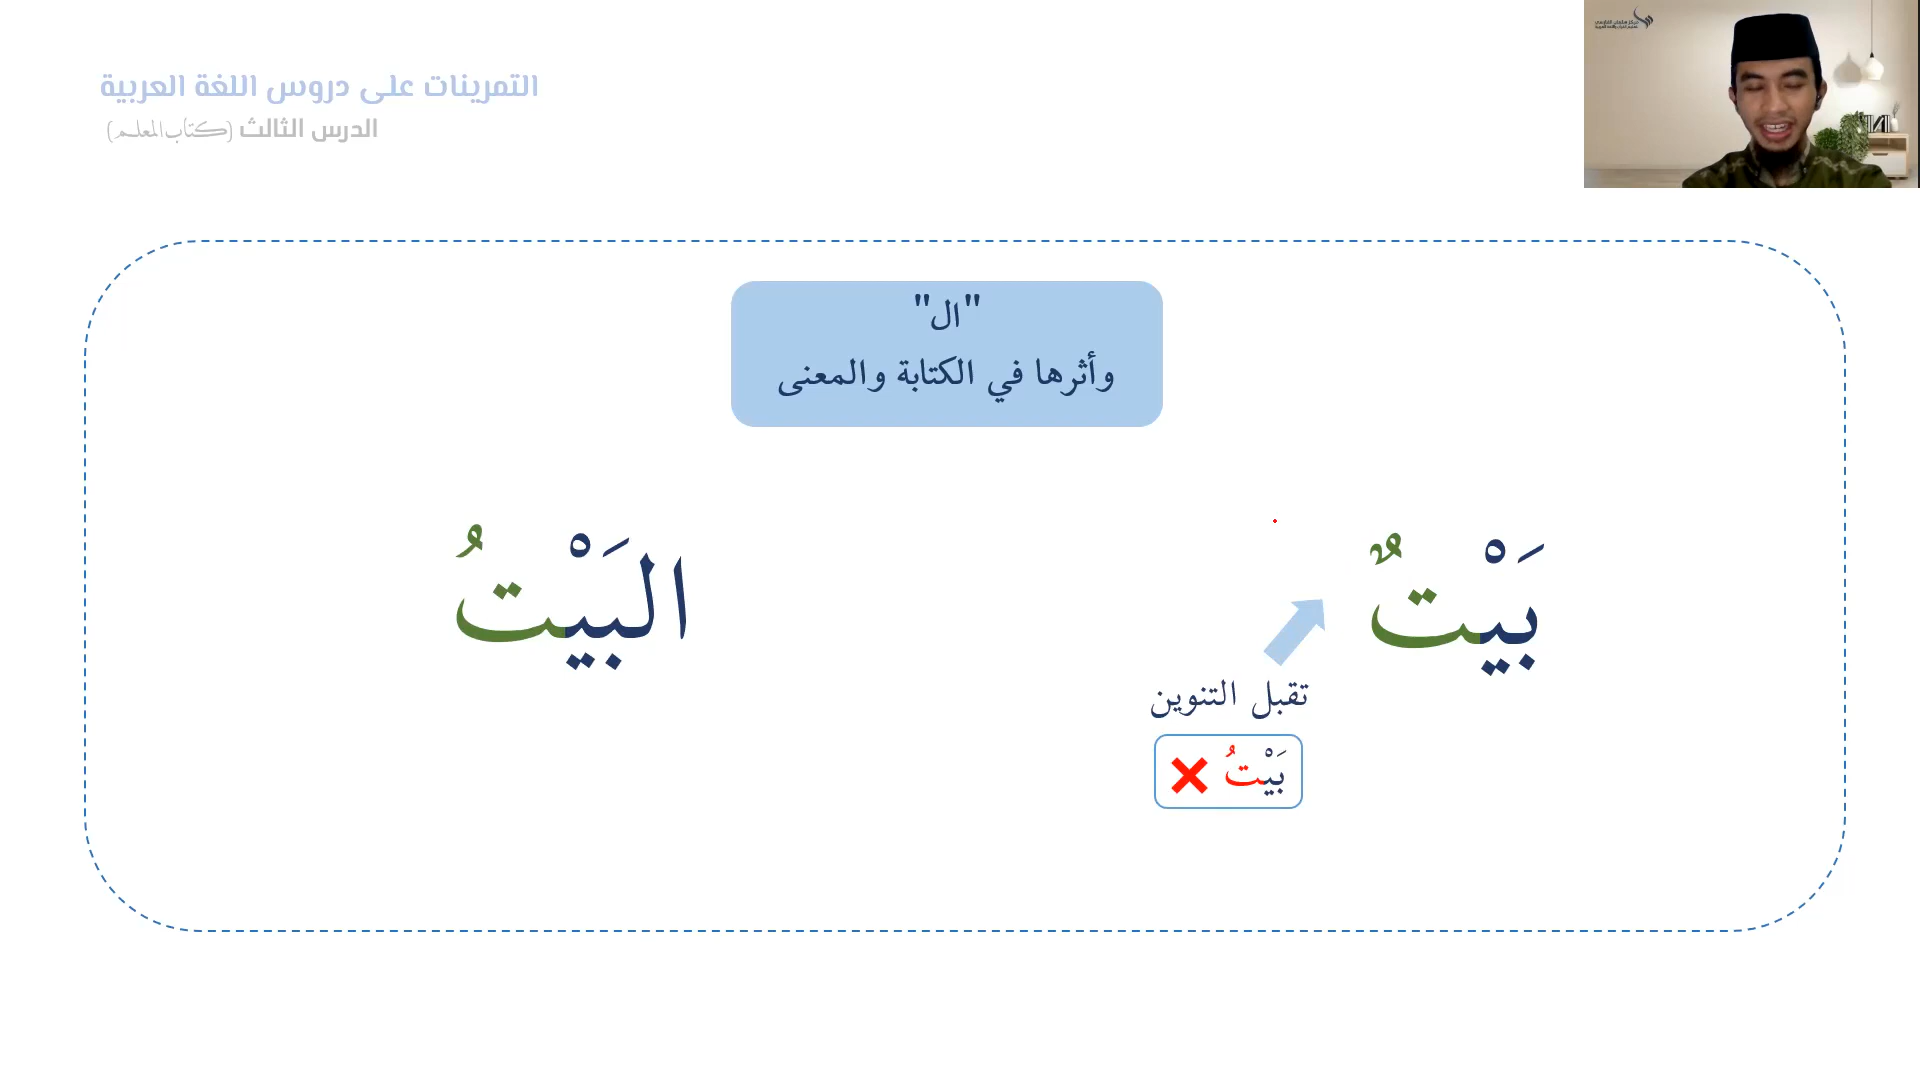 التمرينات على دروس اللغة العربية
الدرس الثالث (كتاب المعلم)
"ال"
وأثرها في الكتابة والمعنى
بَيْتٌ
البَيْتُ
تقبل التنوين
بَيْتُ ❌